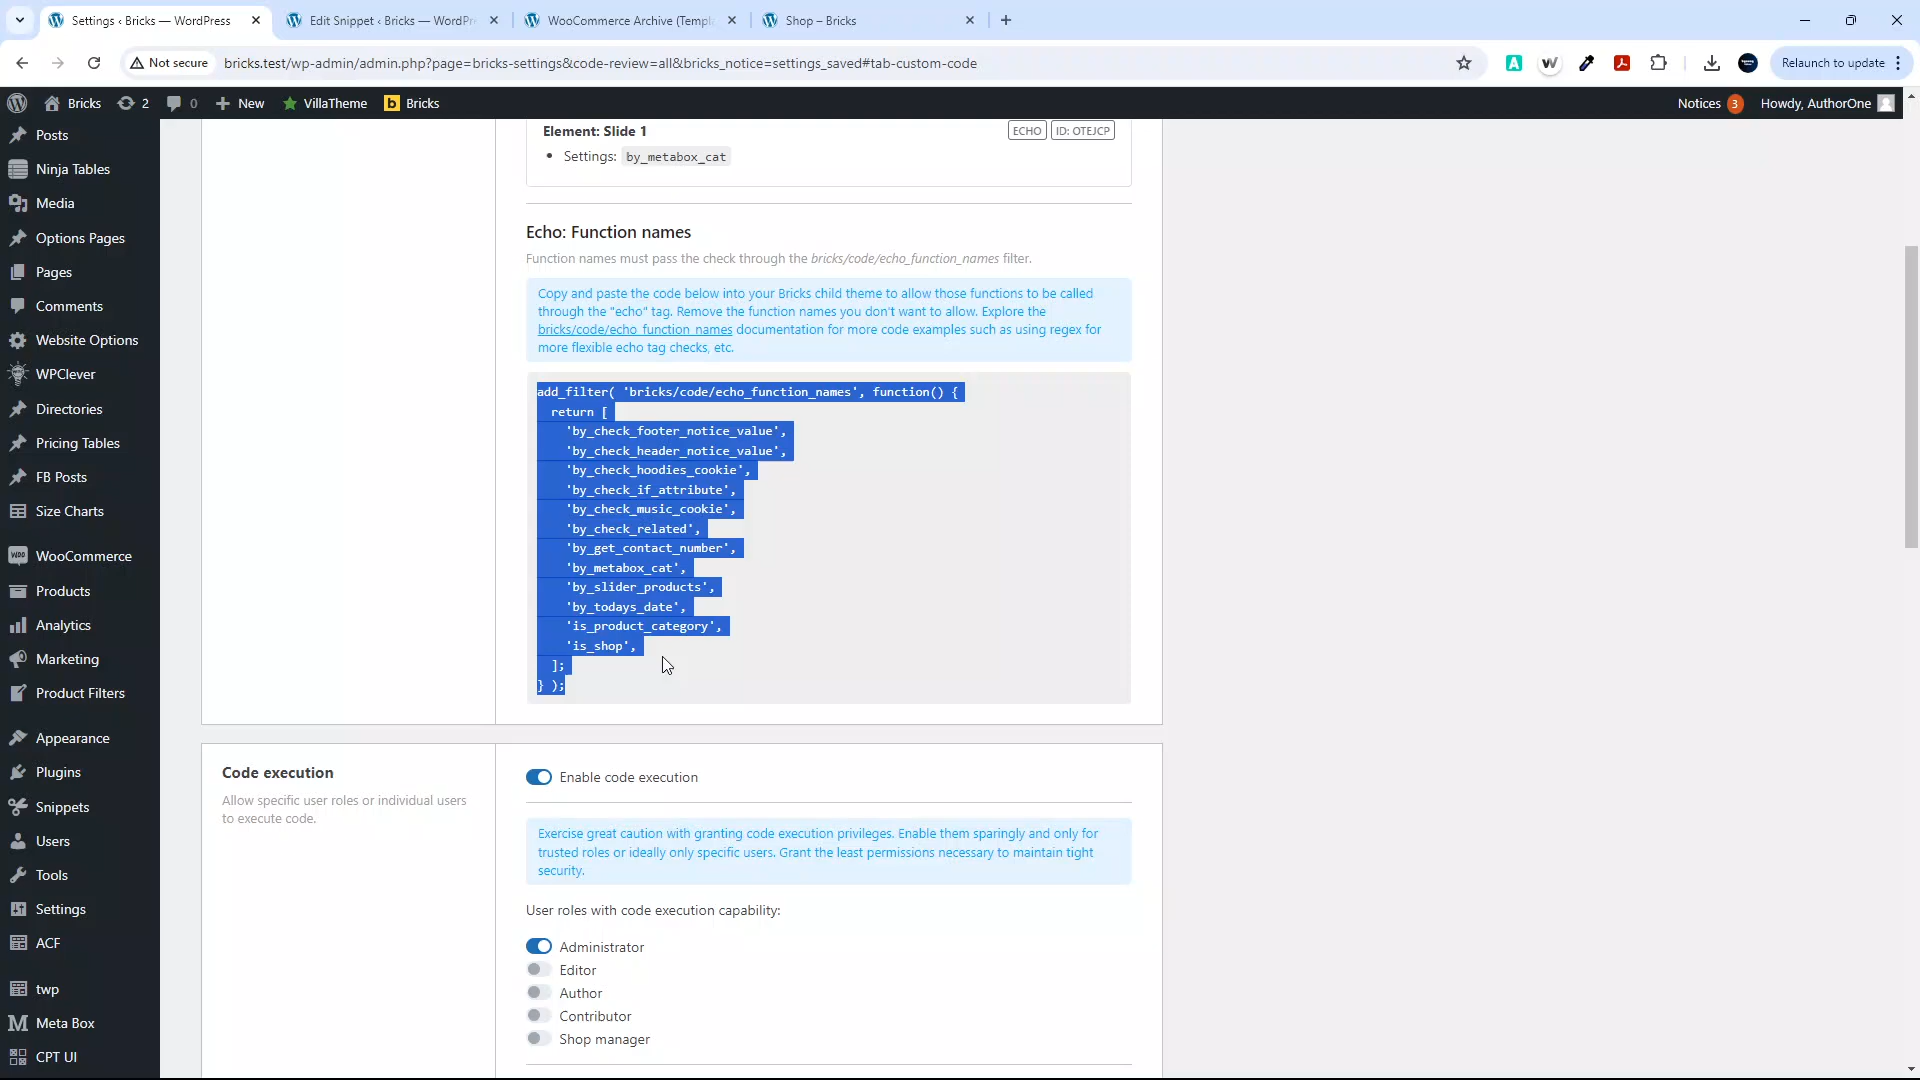 Settings ‹ Bricks — WordPress
Edit Snippet ‹ Bricks — WordPr
WooCommerce Archive (Templ
Shop – Bricks
Not secure
bricks.test/wp-admin/admin.php?page=bricks-settings&code-review=all&bricks_notice=settings_saved#tab-custom-code
Relaunch to update
Bricks
2
0
New
VillaTheme
b Bricks
Notices 3
Howdy, AuthorOne
Posts
Ninja Tables
Media
Options Pages
Pages
Comments
Website Options
WPClever
Directories
Pricing Tables
FB Posts
Size Charts
WooCommerce
Products
Analytics
Marketing
Product Filters
Appearance
Plugins
Snippets
Users
Tools
Settings
ACF
twp
Meta Box
CPT UI
Element: Slide 1
ECHO
ID: OTEJCP
Settings: by_metabox_cat
Echo: Function names
Function names must pass the check through the bricks/code/echo_function_names filter.
Copy and paste the code below into your Bricks child theme to allow those functions to be called
through the "echo" tag. Remove the function names you don't want to allow. Explore the
bricks/code/echo_function_names documentation for more code examples such as using regex for
more flexible echo tag checks, etc.
add_filter( 'bricks/code/echo_function_names', function() {
return [
'by_check_footer_notice_value',
'by_check_header_notice_value',
'by_check_hoodies_cookie',
'by_check_if_attribute',
'by_check_music_cookie',
'by_check_related',
'by_get_contact_number',
'by_metabox_cat',
'by_slider_products',
'by_todays_date',
'is_product_category',
'is_shop',
];
} );
Code execution
Allow specific user roles or individual users
to execute code.
Enable code execution
Exercise great caution with granting code execution privileges. Enable them sparingly and only for
trusted roles or ideally only specific users. Grant the least permissions necessary to maintain tight
security.
User roles with code execution capability:
Administrator
Editor
Author
Contributor
Shop manager